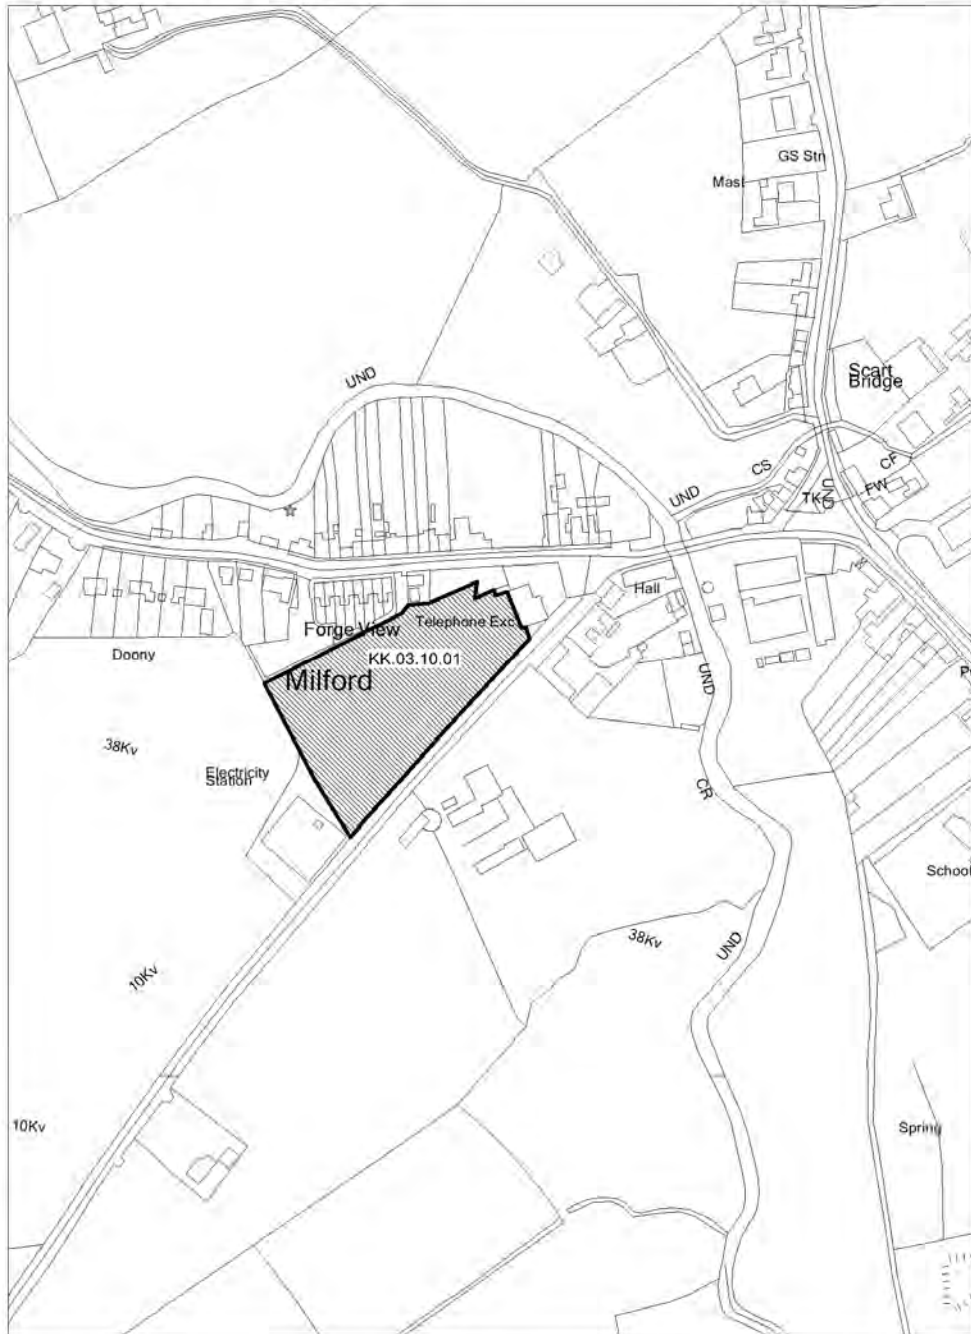 GS Stn
Mast
Scart
Bridge
UND
CS
CF
UND
TK
UND
FW
Hall
Telephone Exc
Forge View
KK.03.10.01
Doony
Milford
UND
38Kv
Electricity
Station
CR
School
38Kv
UND
10Kv
10Kv
Spring